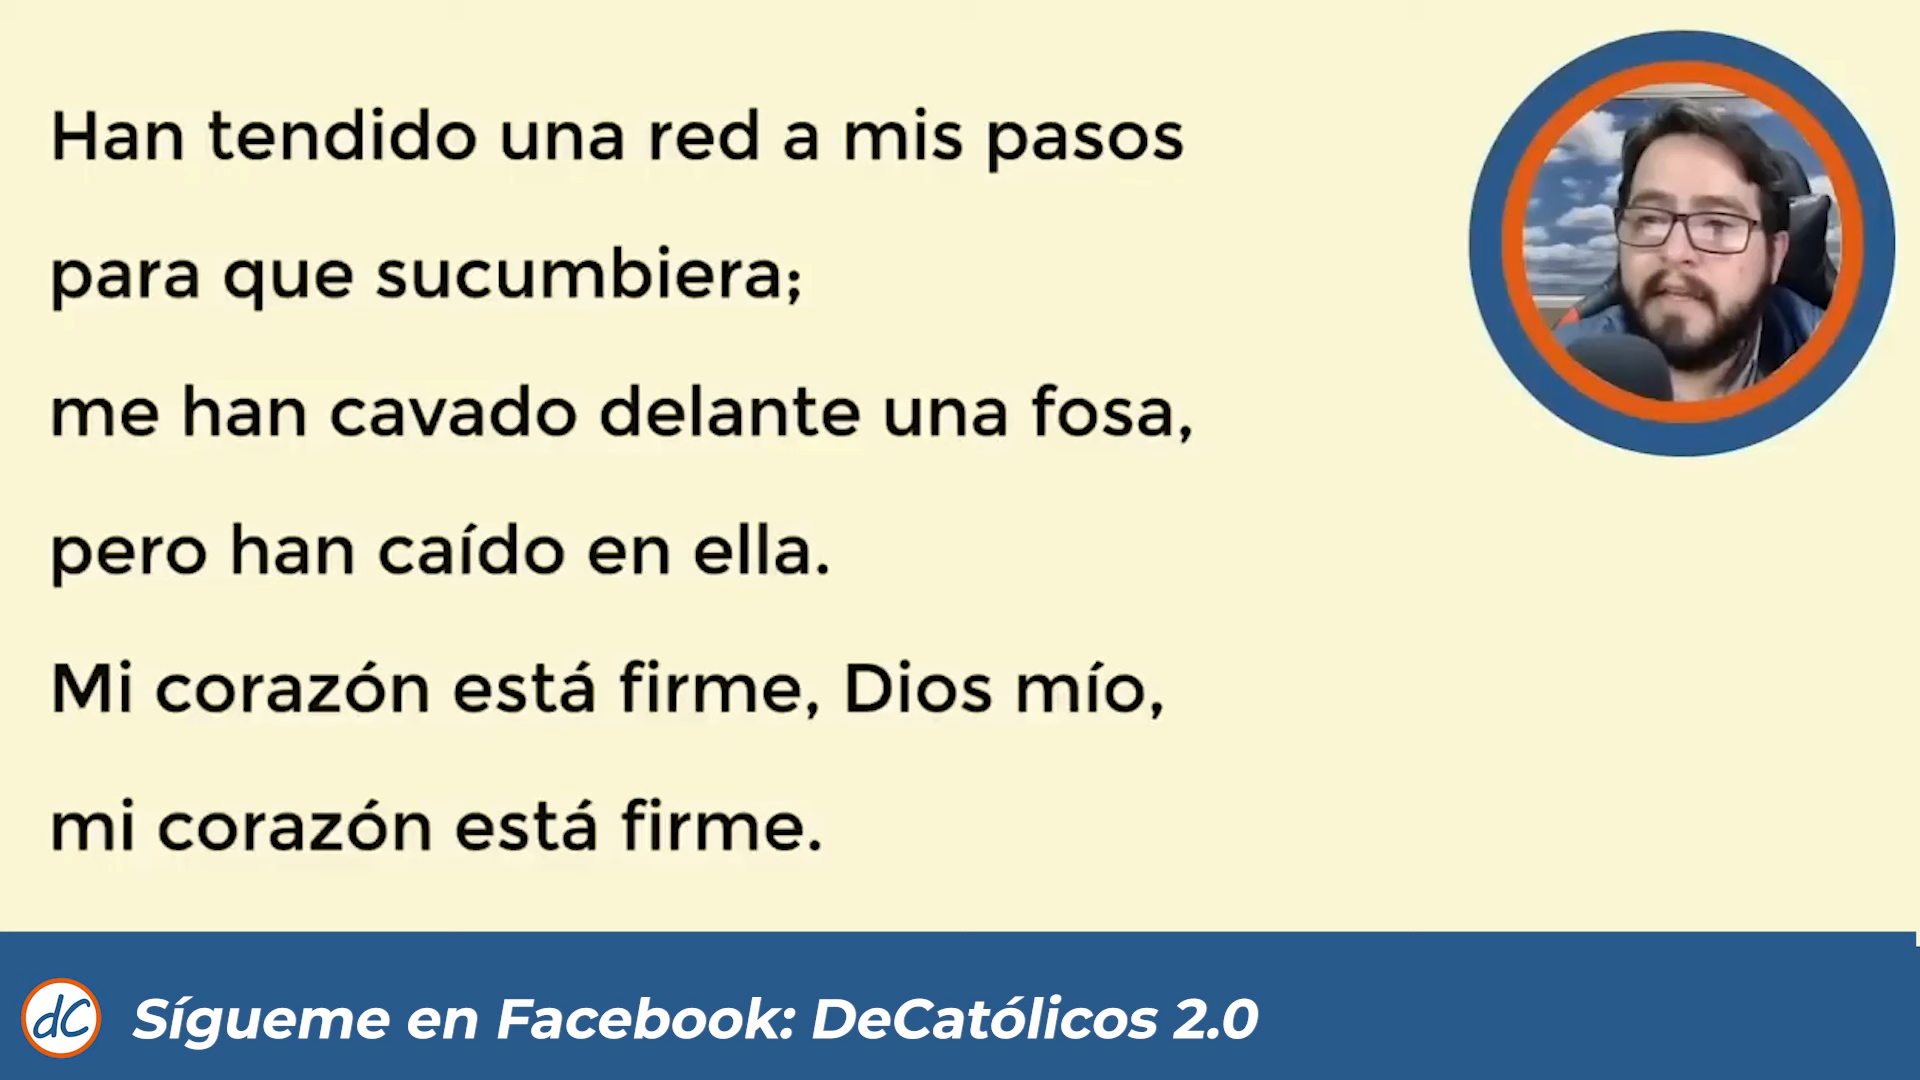 Han tendido una red a mis pasos
para que sucumbiera;
me han cavado delante una fosa,
pero han caído en ella.
Mi corazón está firme, Dios mío,
mi corazón está firme.
dC Sígueme en Facebook: DeCatólicos 2.0